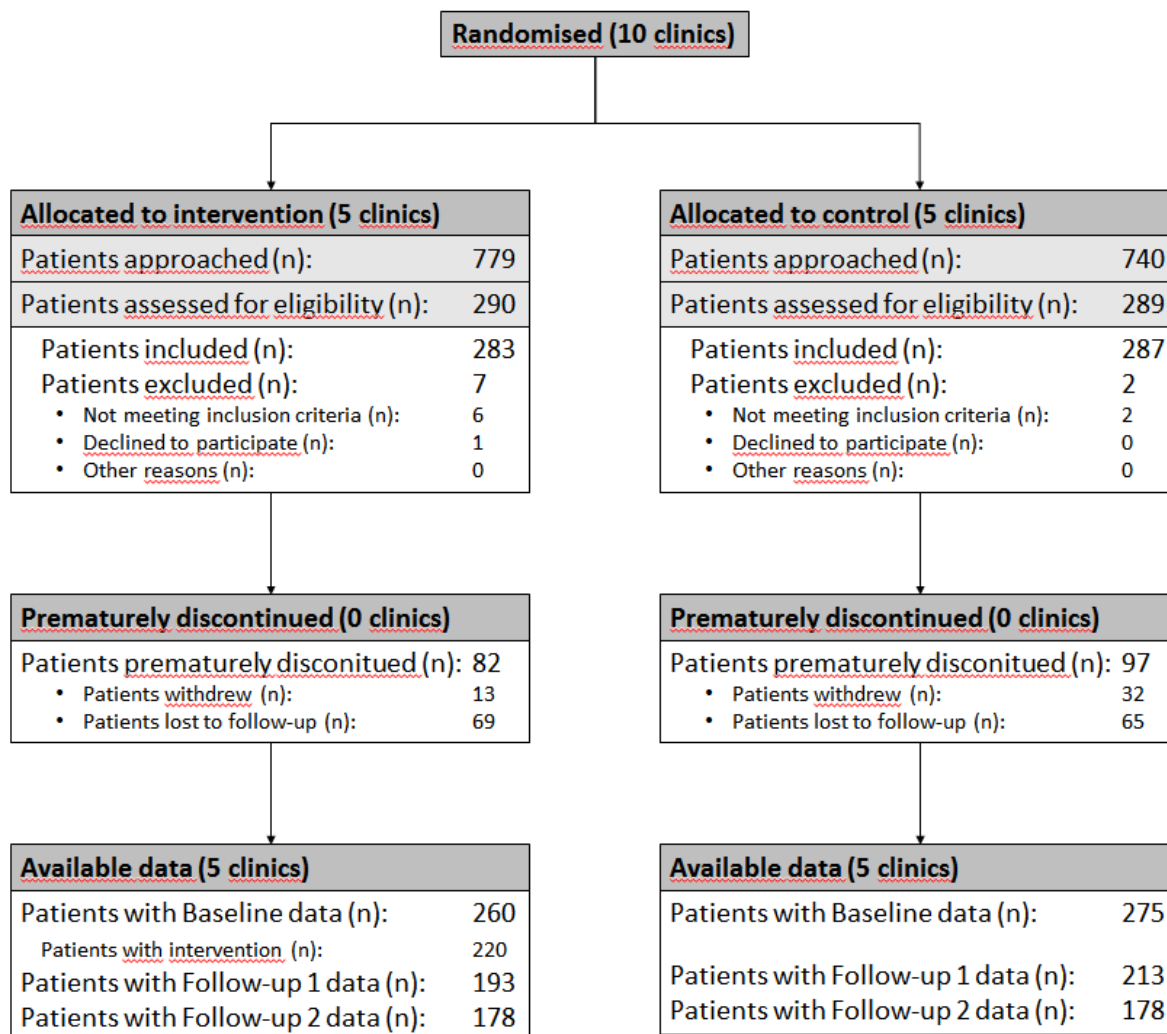 Randomised (10 clinics)
Allocated to intervention (5 clinics)
Patients approached (n): 779
Patients assessed for eligibility (n): 290
Patients included (n): 283
Patients excluded (n): 7
• Not meeting inclusion criteria (n): 6
• Declined to participate (n): 1
• Other reasons (n): 0
Prematurely discontinued (0 clinics)
Patients prematurely disconitued (n): 82
• Patients withdrew (n): 13
• Patients lost to follow-up (n): 69
Available data (5 clinics)
Patients with Baseline data (n): 260
Patients with intervention (n): 220
Patients with Follow-up 1 data (n): 193
Patients with Follow-up 2 data (n): 178
Allocated to control (5 clinics)
Patients approached (n): 740
Patients assessed for eligibility (n): 289
Patients included (n): 287
Patients excluded (n): 2
• Not meeting inclusion criteria (n): 2
• Declined to participate (n): 0
• Other reasons (n): 0
Prematurely discontinued (0 clinics)
Patients prematurely disconitued (n): 97
• Patients withdrew (n): 32
• Patients lost to follow-up (n): 65
Available data (5 clinics)
Patients with Baseline data (n): 275
Patients with Follow-up 1 data (n): 213
Patients with Follow-up 2 data (n): 178